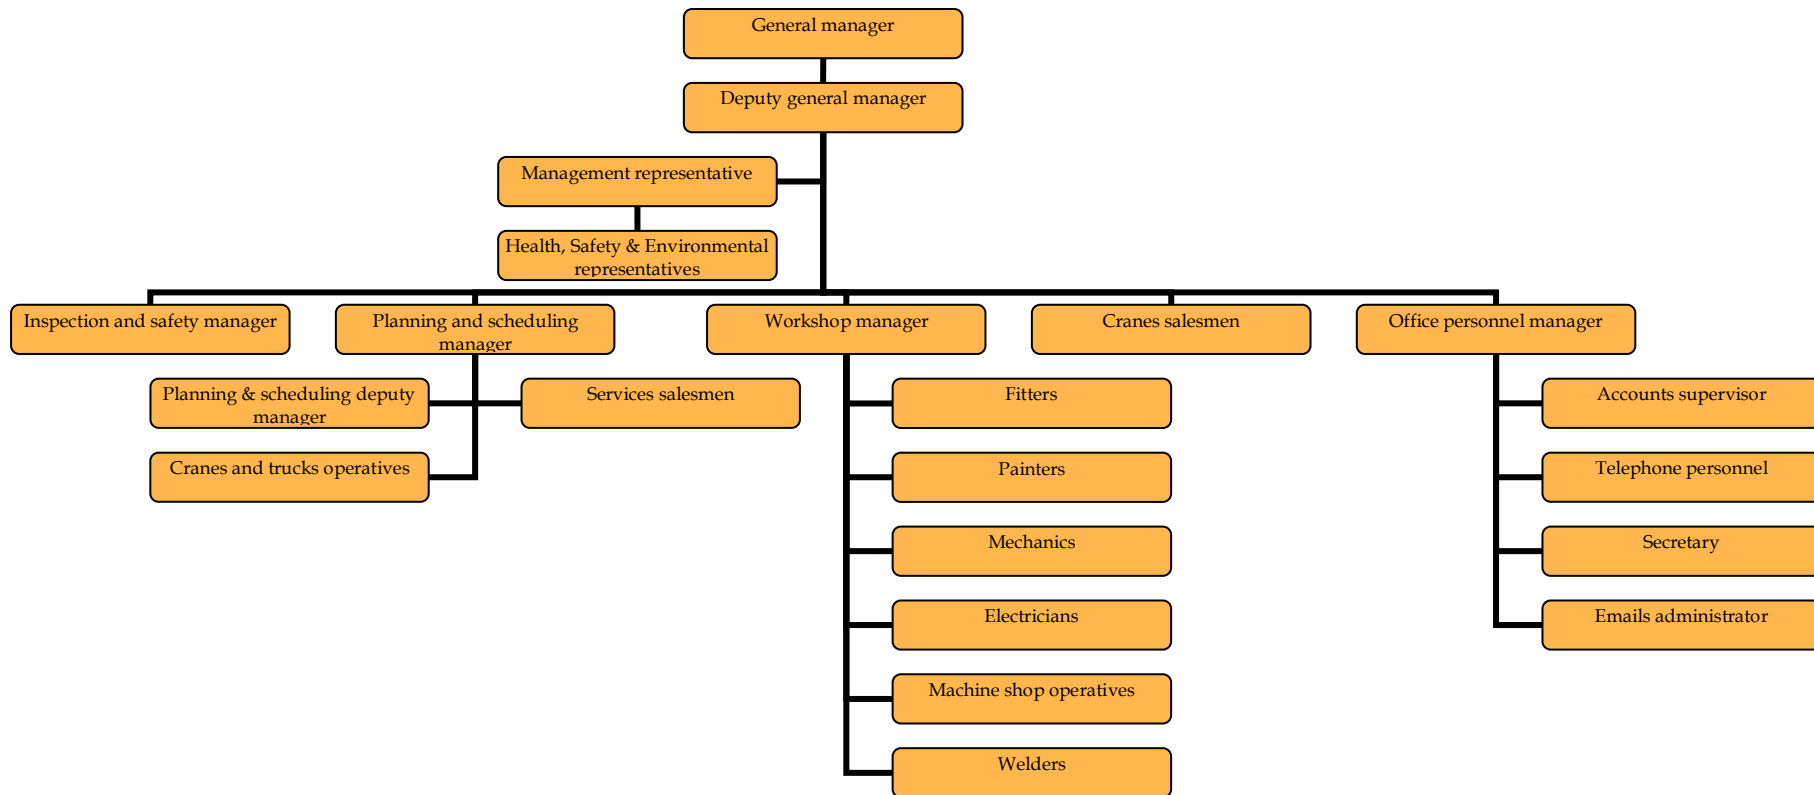 General manager
Deputy general manager
Management representative
Health, Safety & Environmental
representatives
Inspection and safety manager
Planning and scheduling
manager
Workshop manager
Cranes salesmen
Office personnel manager
Planning & scheduling deputy
manager
Services salesmen
Fitters
Accounts supervisor
Cranes and trucks operatives
Painters
Telephone personnel
Mechanics
Secretary
Electricians
Emails administrator
Machine shop operatives
Welders